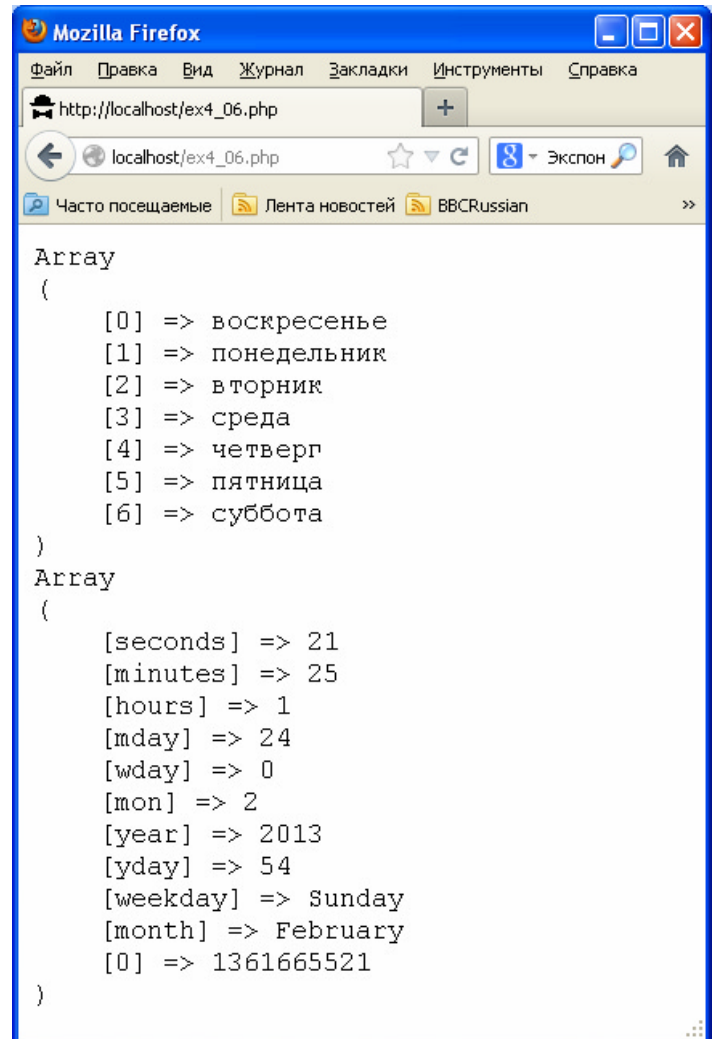 Mozilla Firefox
Файл Правка Вид Журнал Закладки Инструменты Справка
http://localhost/ex4_06.php +
localhost/ex4_06.php 8 Экспон
Часто посещаемые Лента новостей BBCRussian »
Array
(
[0] => воскресенье
[1] => понедельник
[2] => вторник
[3] => среда
[4] => четверг
[5] => пятница
[6] => суббота
)
Array
(
[seconds] => 21
[minutes] => 25
[hours] => 1
[mday] => 24
[wday] => 0
[mon] => 2
[year] => 2013
[yday] => 54
[weekday] => Sunday
[month] => February
[0] => 1361665521
)